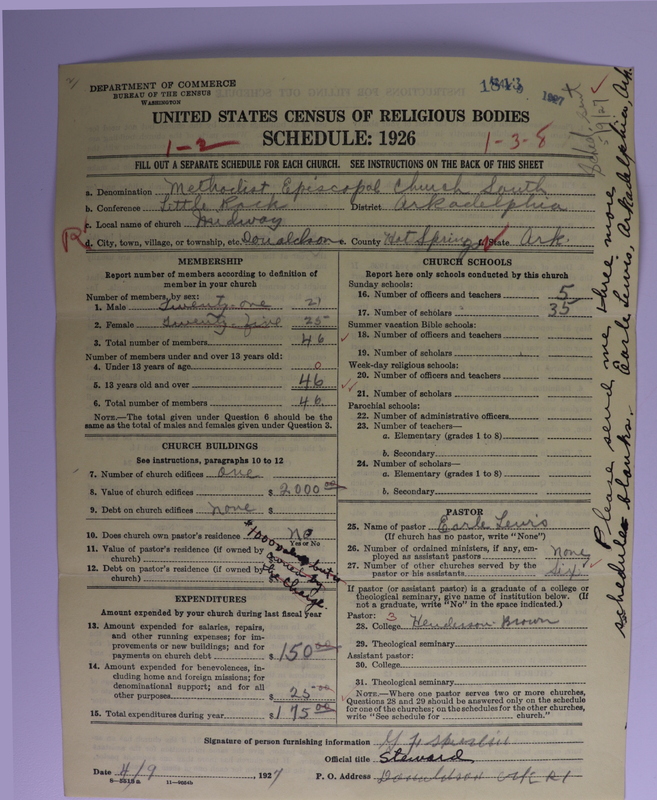 DEPARTMENT OF COMMERCE
BUREAU OF THE CENSUS
WASHINGTON
1843
1927
UNITED STATES CENSUS OF RELIGIOUS BODIES
SCHEDULE: 1926
1-2
1-3-8
FILL OUT A SEPARATE SCHEDULE FOR EACH CHURCH. SEE INSTRUCTIONS ON THE BACK OF THIS SHEET
a. Denomination Methodist Episcopal Church South
b. Conference Little Rock District Arkadelphia
c. Local name of church Midway
R d. City, town, village, or township, etc. Donaldson e. County Hot Spring f. State Ark.
MEMBERSHIP
Report number of members according to definition of
member in your church
Number of members, by sex:
1. Male Twenty-one 21
2. Female Twenty-five 25
3. Total number of members 46
Number of members under and over 13 years old:
4. Under 13 years of age 0
5. 13 years old and over 46
6. Total number of members 46
NOTE.—The total given under Question 6 should be the
same as the total of males and females given under Question 3.
CHURCH BUILDINGS
See instructions, paragraphs 10 to 12
7. Number of church edifices one
8. Value of church edifices $ 2000 00
9. Debt on church edifices none $
10. Does church own pastor's residence No
Yes or No
11. Value of pastor's residence (if owned by
church)
12. Debt on pastor's residence (if owned by
church)
owned by
the charge.
EXPENDITURES
Amount expended by your church during last fiscal year
13. Amount expended for salaries, repairs,
and other running expenses; for im-
provements or new buildings; and for
payments on church debt $ 150 00
14. Amount expended for benevolences, in-
cluding home and foreign missions; for
denominational support; and for all
other purposes $ 25 00
15. Total expenditures during year $ 175 00
CHURCH SCHOOLS
Report here only schools conducted by this church
Sunday schools:
16. Number of officers and teachers 5
17. Number of scholars 35
Summer vacation Bible schools:
18. Number of officers and teachers
19. Number of scholars
Week-day religious schools:
20. Number of officers and teachers
21. Number of scholars
Parochial schools:
22. Number of administrative officers
23. Number of teachers—
a. Elementary (grades 1 to 8)
b. Secondary
24. Number of scholars—
a. Elementary (grades 1 to 8)
b. Secondary
PASTOR
25. Name of pastor Earle Lewis
(If church has no pastor, write "None")
26. Number of ordained ministers, if any, em-
ployed as assistant pastors None
27. Number of other churches served by the
pastor or his assistants Six
If pastor (or assistant pastor) is a graduate of a college or
theological seminary, give name of institution below. (If
not a graduate, write "No" in the space indicated.)
Pastor: 3
28. College Henderson-Brown
29. Theological seminary
Assistant pastor:
30. College
31. Theological seminary
NOTE.—Where one pastor serves two or more churches,
Questions 28 and 29 should be answered only on the schedule
for one of the churches; on the schedules for the other churches,
write "See schedule for church."
Signature of person furnishing information
Official title Steward
Date 4/9, 1927 P. O. Address Donaldson Ark R1
8-5513a 11-9554b
Please send me three more
schedule blanks. Earle Lewis, Arkadelphia, Ark.